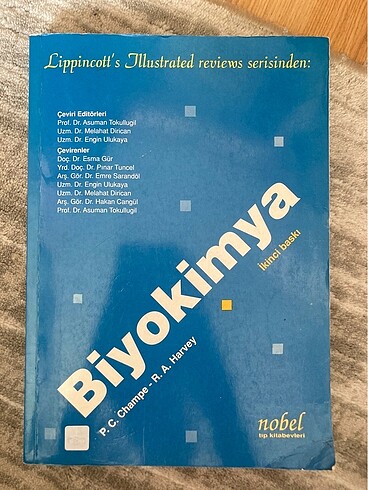 Lippincott's Illustrated reviews serisinden:
Çeviri Editörleri
Prof. Dr. Asuman Tokullugil
Uzm. Dr. Melahat Dirican
Uzm. Dr. Engin Ulukaya
Çevirenler
Doç. Dr. Esma Gür
Yrd. Doç. Dr. Pınar Tuncel
Arş. Gör. Dr. Emre Sarandöl
Uzm. Dr. Engin Ulukaya
Uzm. Dr. Melahat Dirican
Arş. Gör. Dr. Hakan Cangül
Prof. Dr. Asuman Tokullugil
Biyokimya
İkinci baskı
P. C. Champe - R. A. Harvey
nobel
tıp kitabevleri